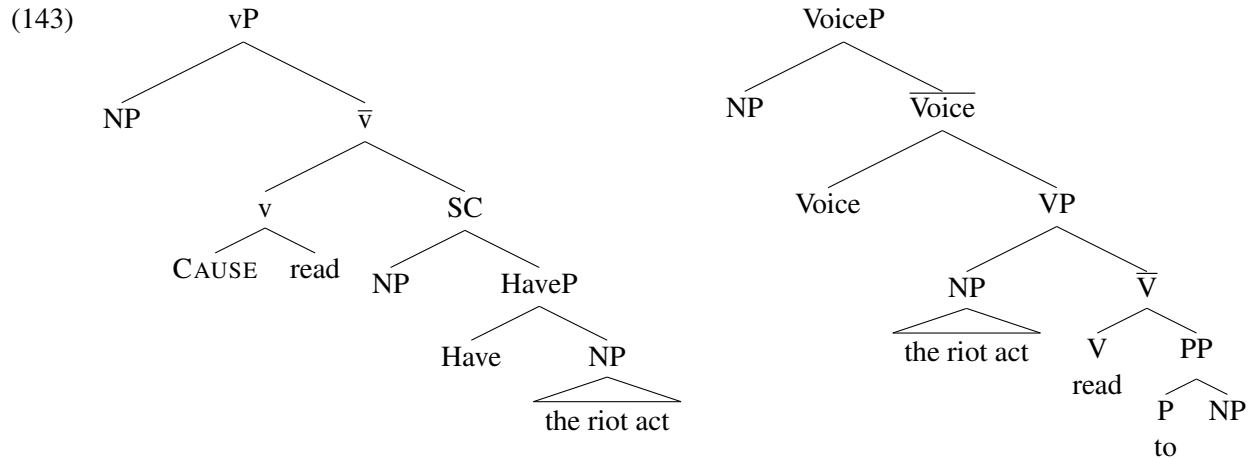 (143) vP VoiceP
NP v̅ NP V̅o̅i̅c̅e̅
v SC Voice VP
CAUSE read NP HaveP NP V̅
Have NP the riot act V PP
the riot act read P NP
to